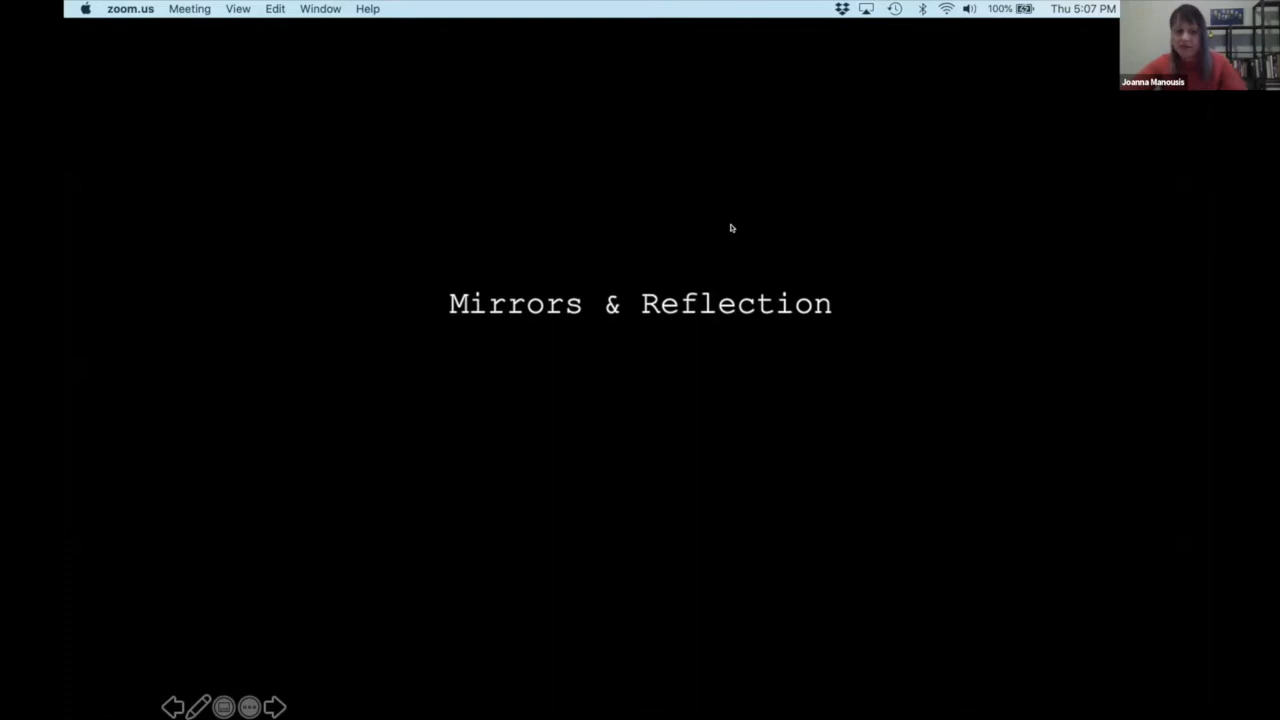 zoom.us Meeting View Edit Window Help 100% Thu 5:07 PM
Joanna Manousis
Mirrors & Reflection